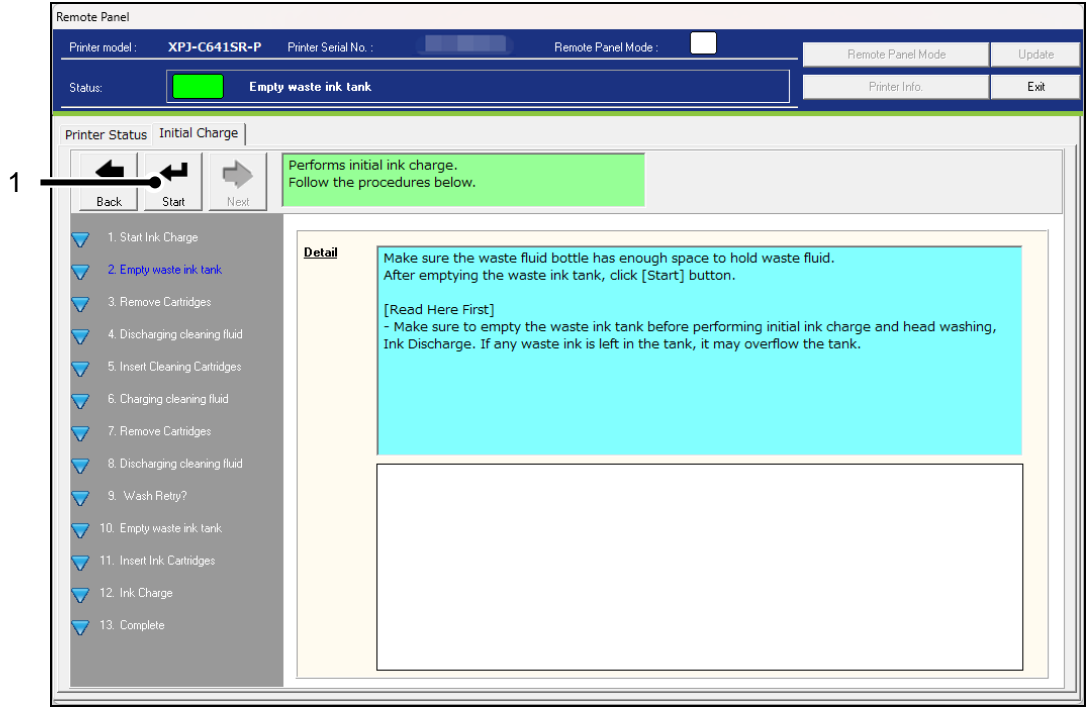 Remote Panel
Printer model : XPJ-C641SR-P Printer Serial No. : Remote Panel Mode :
Remote Panel Mode Update
Status: Empty waste ink tank
Printer Info. Exit
Printer Status Initial Charge
1
Back Start Next
Performs initial ink charge.
Follow the procedures below.
1. Start Ink Charge
2. Empty waste ink tank
3. Remove Cartridges
4. Discharging cleaning fluid
5. Insert Cleaning Cartridges
6. Charging cleaning fluid
7. Remove Cartridges
8. Discharging cleaning fluid
9. Wash Retry?
10. Empty waste ink tank
11. Insert Ink Cartridges
12. Ink Charge
13. Complete
Detail
Make sure the waste fluid bottle has enough space to hold waste fluid.
After emptying the waste ink tank, click [Start] button.
[Read Here First]
- Make sure to empty the waste ink tank before performing initial ink charge and head washing,
Ink Discharge. If any waste ink is left in the tank, it may overflow the tank.